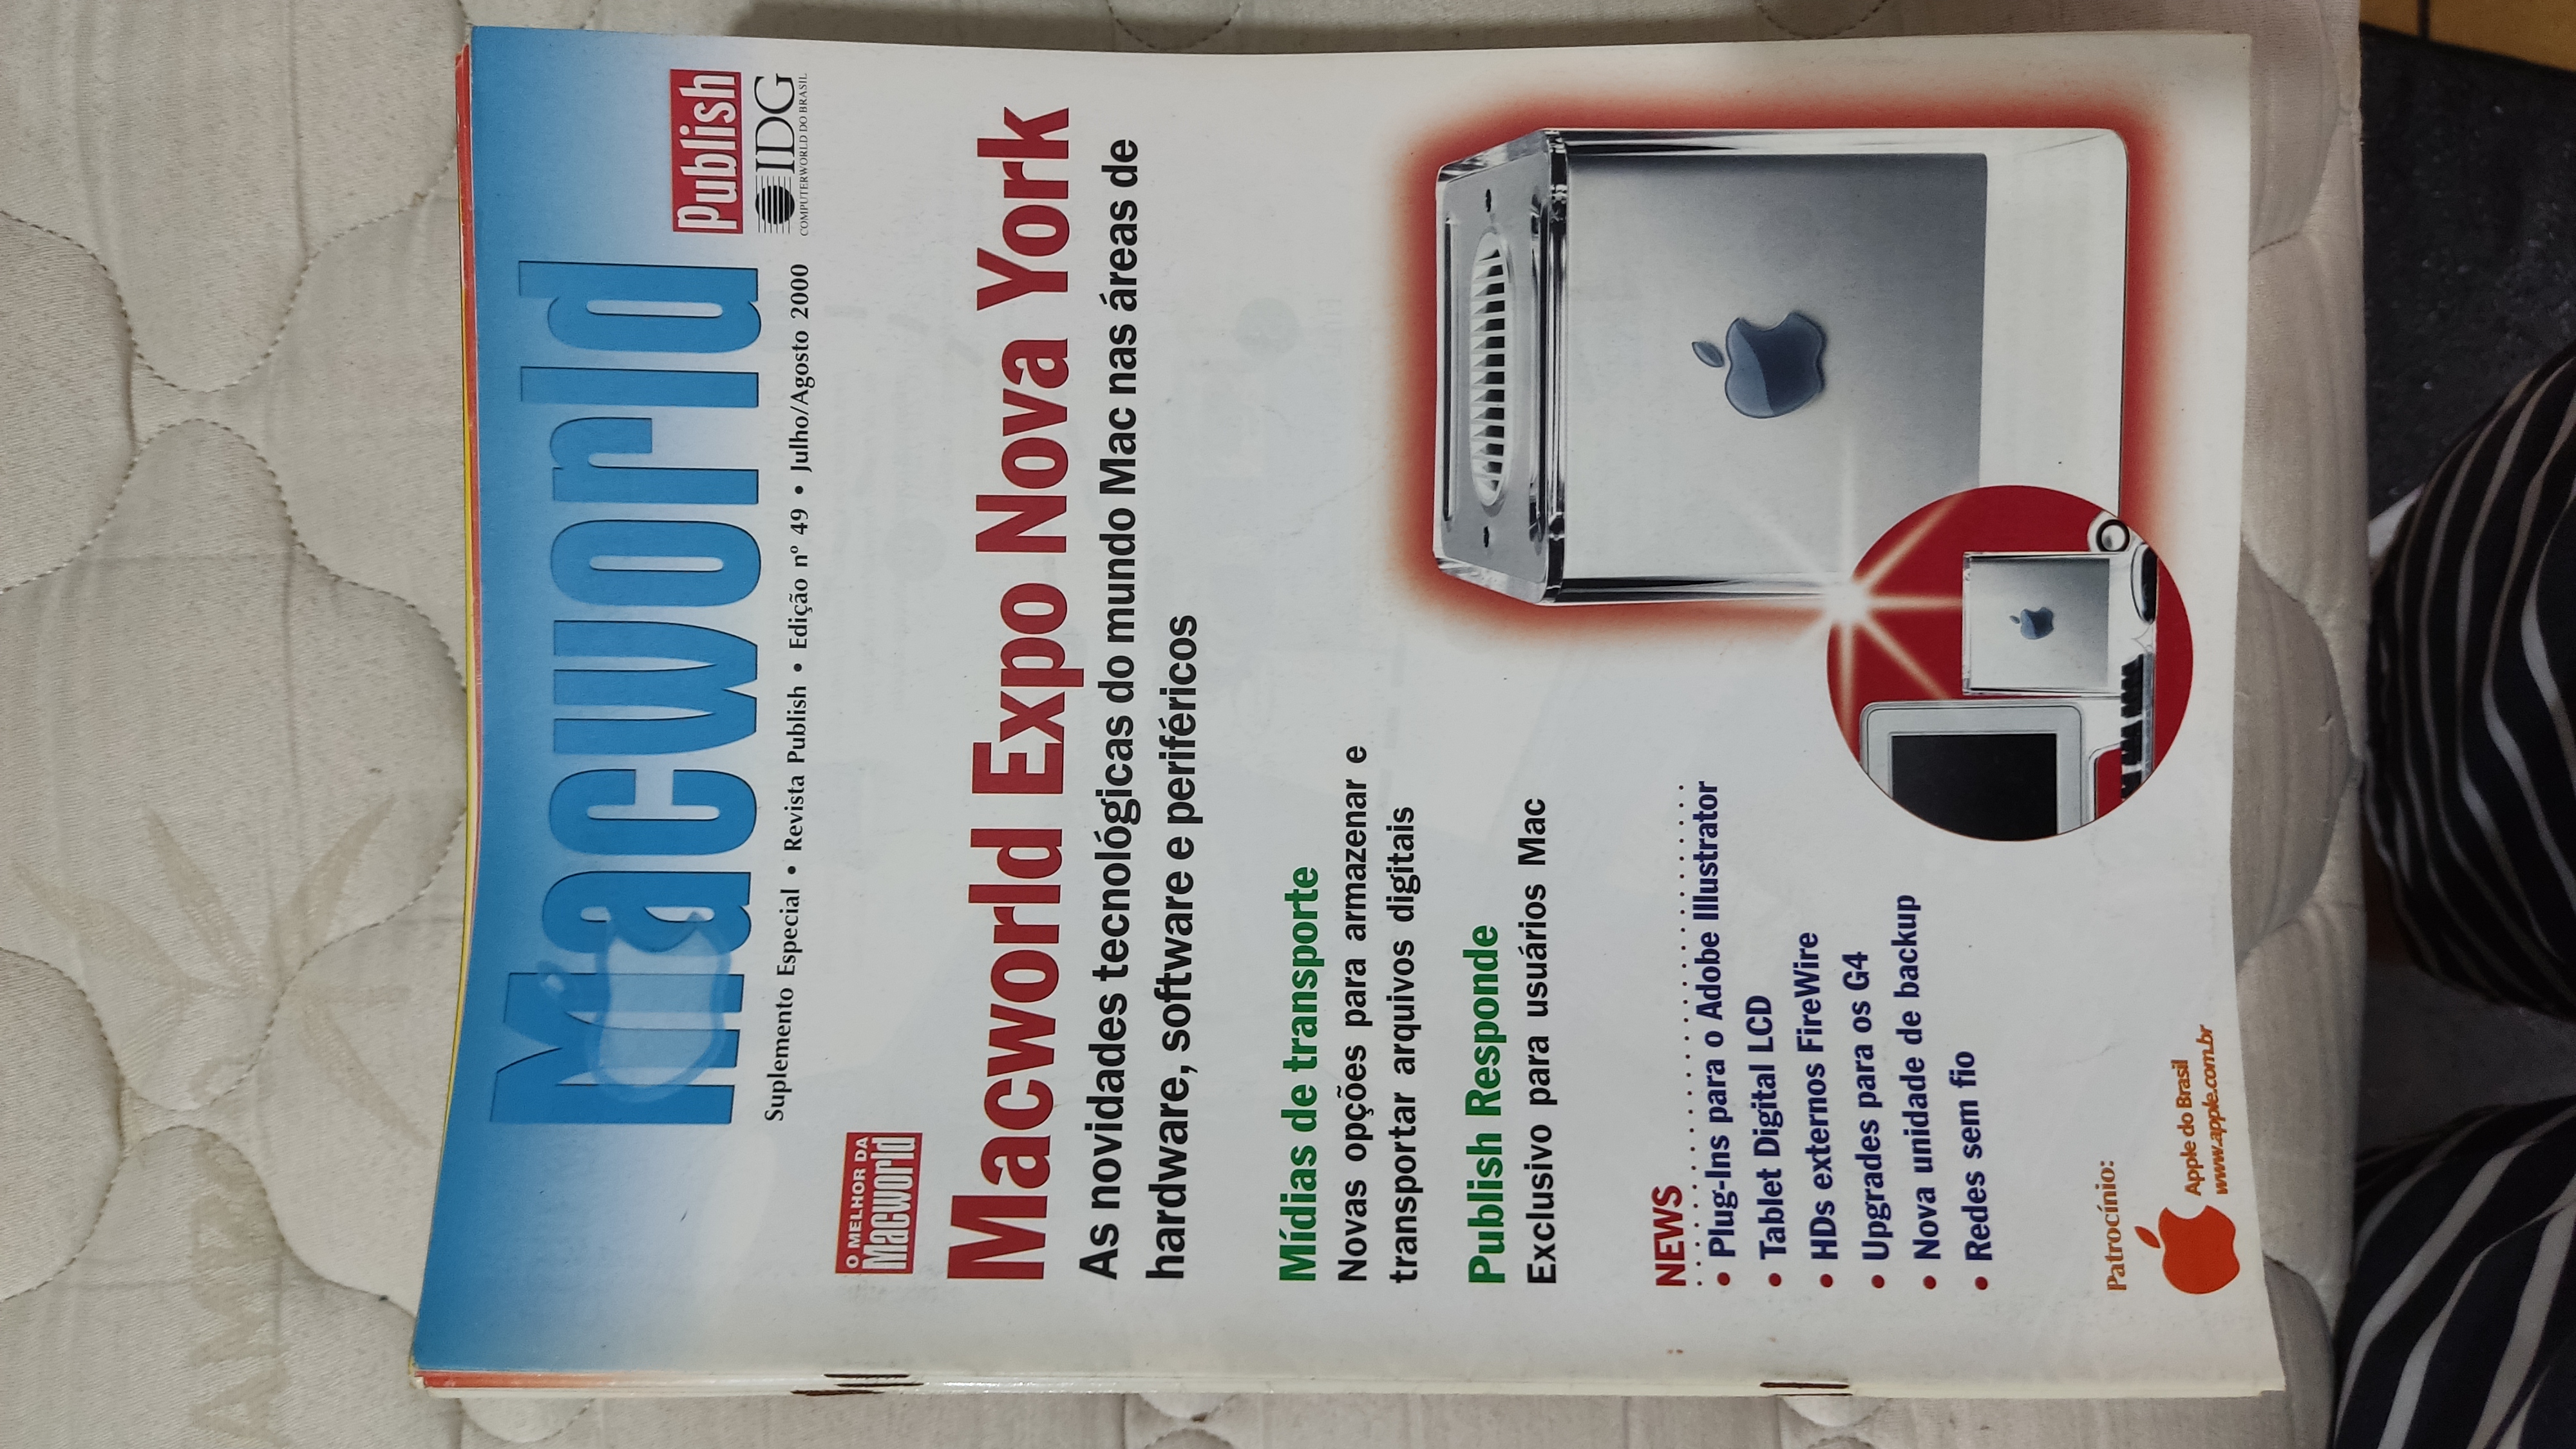 Macworld
Publish
IDG
COMPUTERWORLD DO BRASIL
Suplemento Especial • Revista Publish • Edição nº 49 • Julho/Agosto 2000
O MELHOR DA
Macworld
Macworld Expo Nova York
As novidades tecnológicas do mundo Mac nas áreas de
hardware, software e periféricos
Mídias de transporte
Novas opções para armazenar e
transportar arquivos digitais
Publish Responde
Exclusivo para usuários Mac
NEWS
• Plug-Ins para o Adobe Illustrator
• Tablet Digital LCD
• HDs externos FireWire
• Upgrades para os G4
• Nova unidade de backup
• Redes sem fio
Patrocínio:
Apple do Brasil
www.apple.com.br